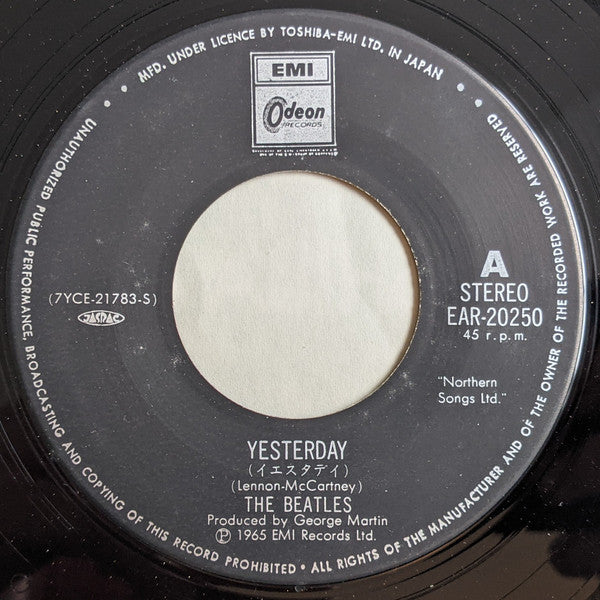 MFD. UNDER LICENCE BY TOSHIBA-EMI LTD. IN JAPAN
EMI
Odeon
RECORDS
A
STEREO
EAR-20250
45 r.p.m.
(7YCE-21783-S)
JASRAC
"Northern
Songs Ltd."
YESTERDAY
(イエスタデイ)
(Lennon-McCartney)
THE BEATLES
Produced by George Martin
Ⓟ 1965 EMI Records Ltd.
UNAUTHORIZED PUBLIC PERFORMANCE, BROADCASTING AND COPYING OF THIS RECORD PROHIBITED • ALL RIGHTS OF THE MANUFACTURER AND OF THE OWNER OF THE RECORDED WORK ARE RESERVED